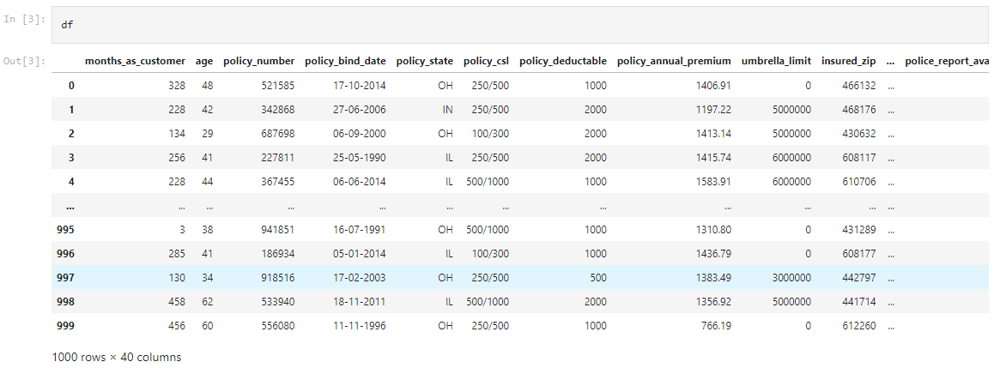 In [3]: df
Out[3]: months_as_customer age policy_number policy_bind_date policy_state policy_csl policy_deductable policy_annual_premium umbrella_limit insured_zip ... police_report_ava
0 328 48 521585 17-10-2014 OH 250/500 1000 1406.91 0 466132 ...
1 228 42 342868 27-06-2006 IN 250/500 2000 1197.22 5000000 468176 ...
2 134 29 687698 06-09-2000 OH 100/300 2000 1413.14 5000000 430632 ...
3 256 41 227811 25-05-1990 IL 250/500 2000 1415.74 6000000 608117 ...
4 228 44 367455 06-06-2014 IL 500/1000 1000 1583.91 6000000 610706 ...
... ... ... ... ... ... ... ... ... ... ... ...
995 3 38 941851 16-07-1991 OH 500/1000 1000 1310.80 0 431289 ...
996 285 41 186934 05-01-2014 IL 100/300 1000 1436.79 0 608177 ...
997 130 34 918516 17-02-2003 OH 250/500 500 1383.49 3000000 442797 ...
998 458 62 533940 18-11-2011 IL 500/1000 2000 1356.92 5000000 441714 ...
999 456 60 556080 11-11-1996 OH 250/500 1000 766.19 0 612260 ...
1000 rows × 40 columns